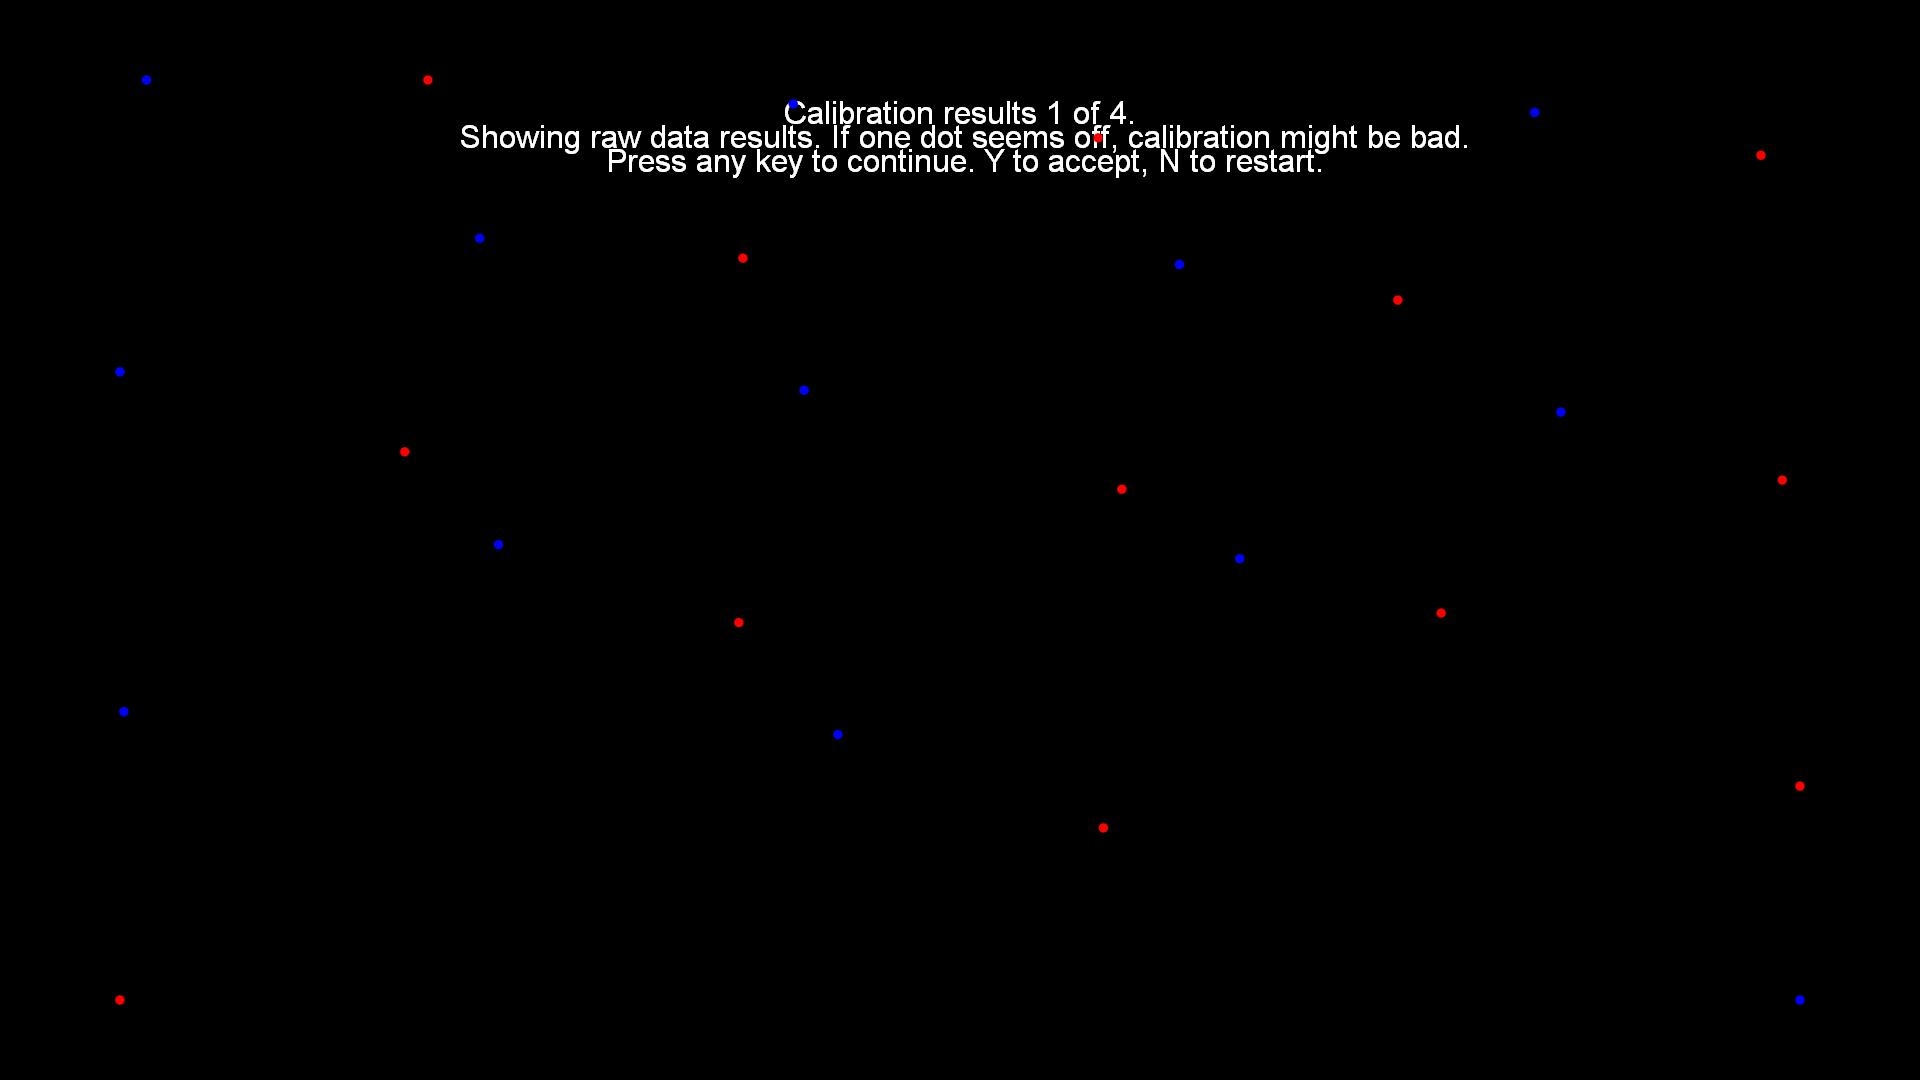 Calibration results 1 of 4.
Showing raw data results. If one dot seems off, calibration might be bad.
Press any key to continue. Y to accept, N to restart.